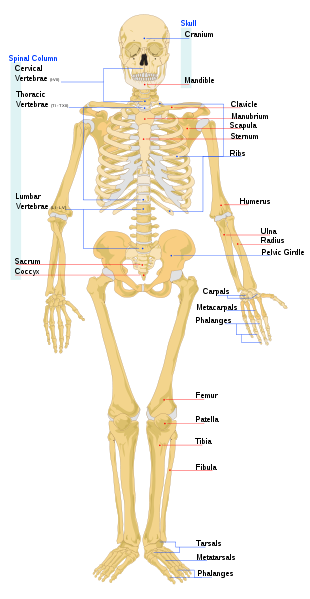 Skull
Cranium
Spinal Column
Cervical
Vertebrae
Mandible
Thoracic
Vertebrae
Clavicle
Manubrium
Scapula
Sternum
Ribs
Lumbar
Vertebrae
Humerus
Ulna
Radius
Pelvic Girdle
Sacrum
Coccyx
Carpals
Metacarpals
Phalanges
Femur
Patella
Tibia
Fibula
Tarsals
Metatarsals
Phalanges